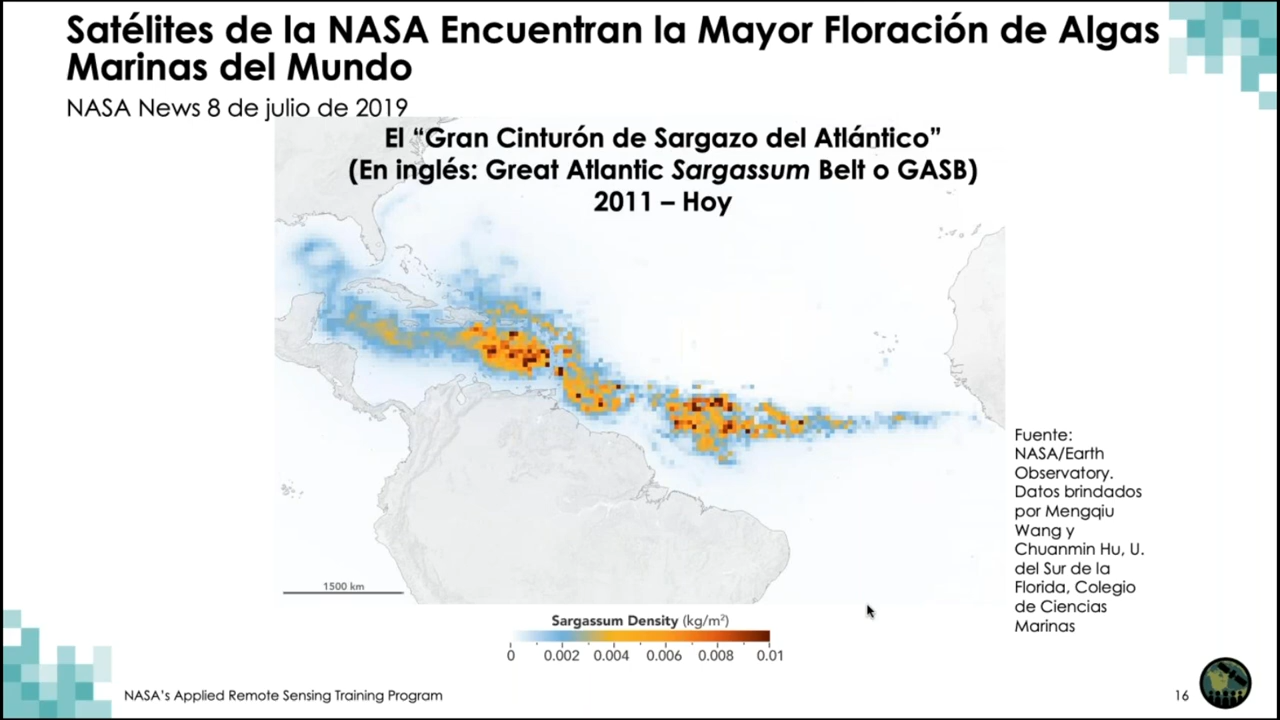 Satélites de la NASA Encuentran la Mayor Floración de Algas
Marinas del Mundo
NASA News 8 de julio de 2019
El “Gran Cinturón de Sargazo del Atlántico”
(En inglés: Great Atlantic Sargassum Belt o GASB)
2011 – Hoy
Fuente:
NASA/Earth
Observatory.
Datos brindados
por Mengqiu
Wang y
Chuanmin Hu, U.
del Sur de la
Florida, Colegio
de Ciencias
Marinas
1500 km
Sargassum Density (kg/m²)
0 0.002 0.004 0.006 0.008 0.01
NASA’s Applied Remote Sensing Training Program
16